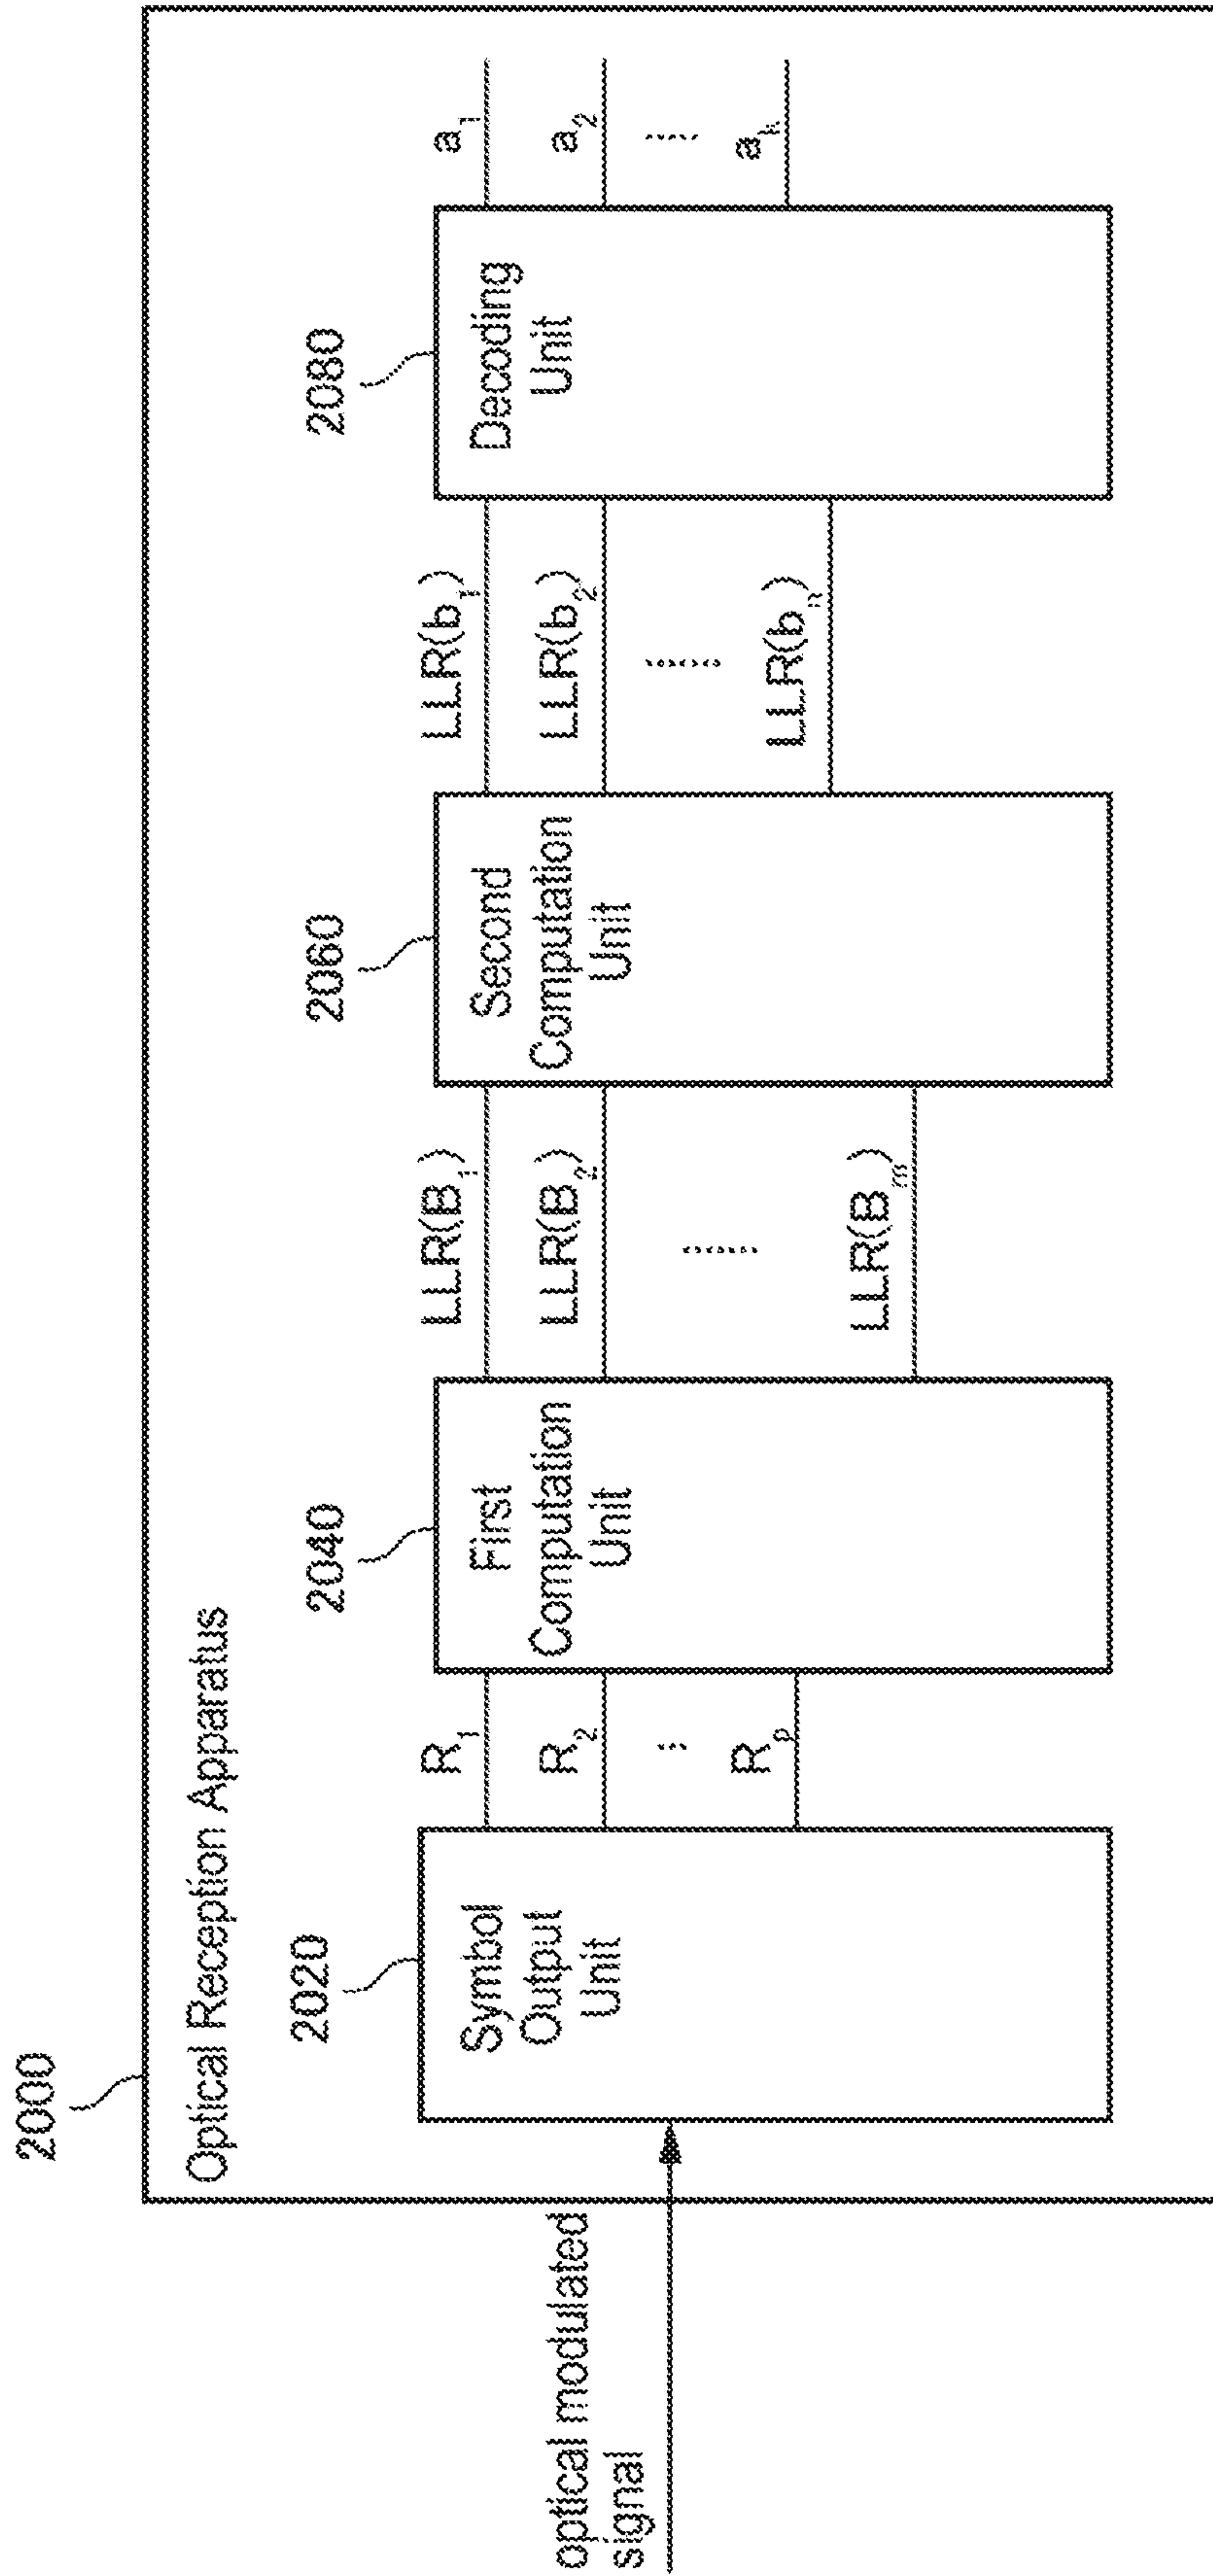 2000
Optical Reception Apparatus
optical modulated
signal
2020
Symbol
Output
Unit
R1
R2
Rp
2040
First
Computation
Unit
LLR(B1)
LLR(B2)
LLR(Bm)
2060
Second
Computation
Unit
LLR(b1)
LLR(b2)
LLR(bn)
2080
Decoding
Unit
a1
a2
ak